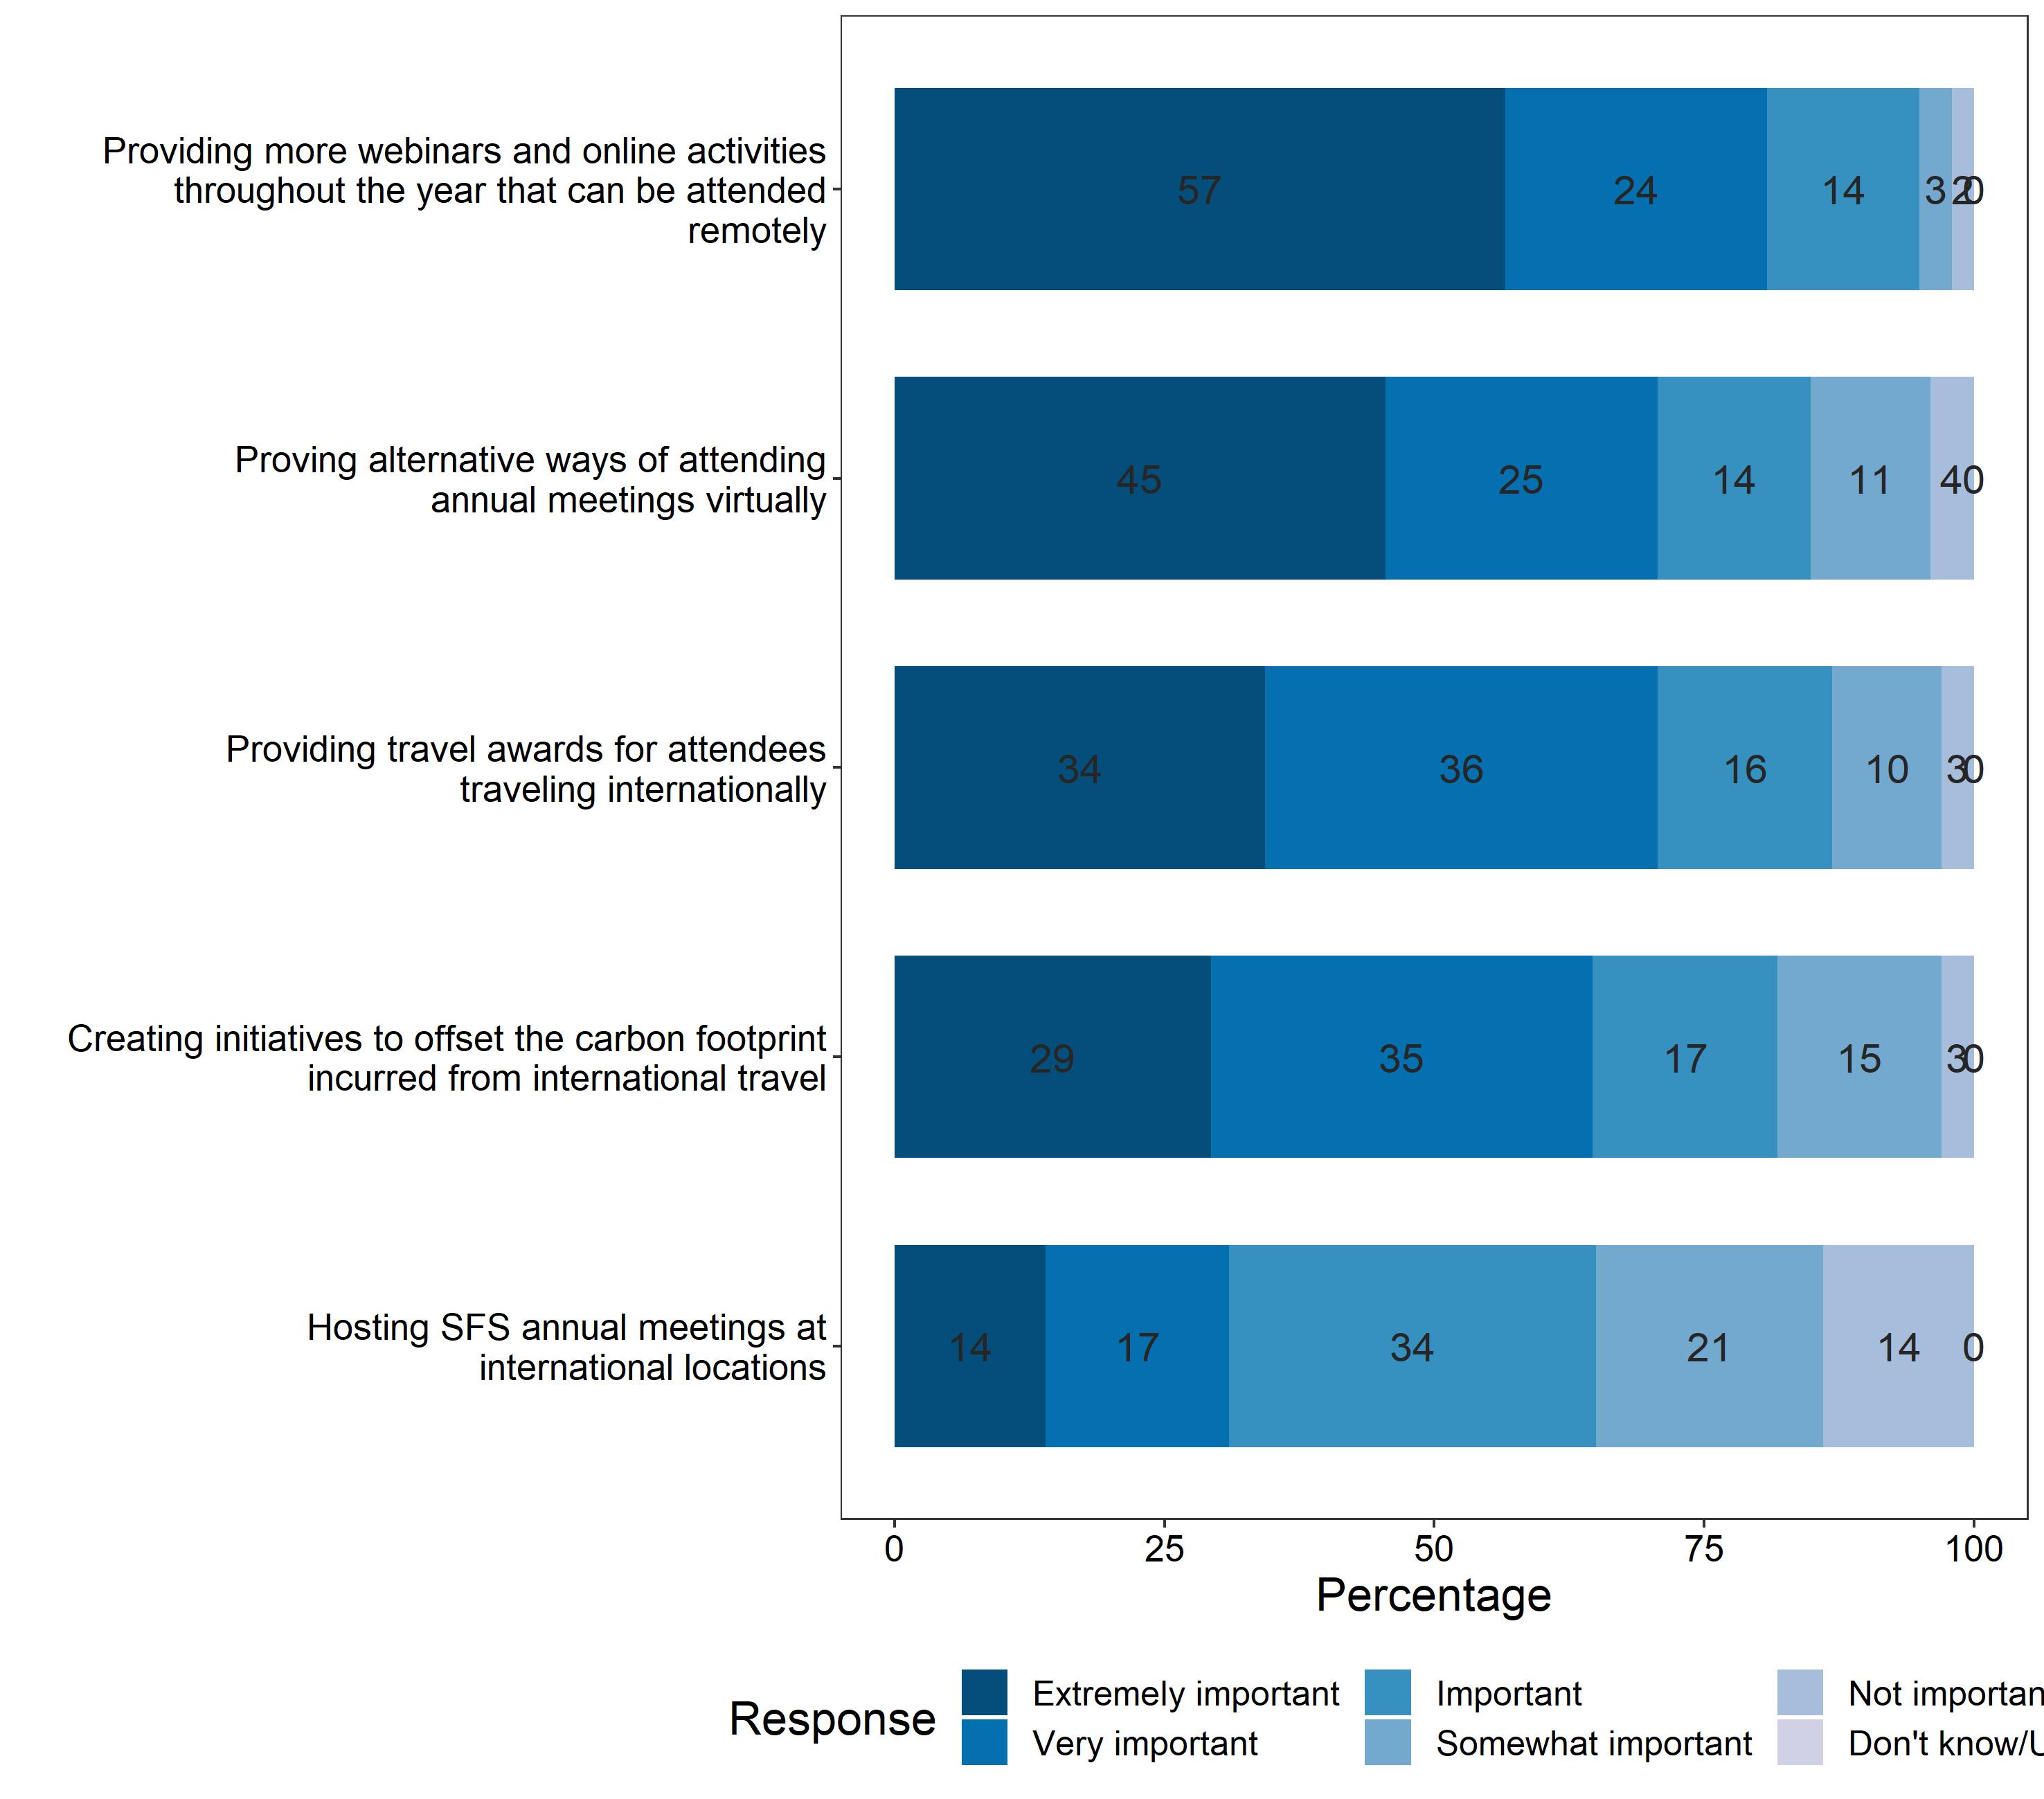 Providing more webinars and online activities
throughout the year that can be attended
remotely
57 24 14 3 2 0
Proving alternative ways of attending
annual meetings virtually
45 25 14 11 4 0
Providing travel awards for attendees
traveling internationally
34 36 16 10 3 0
Creating initiatives to offset the carbon footprint
incurred from international travel
29 35 17 15 3 0
Hosting SFS annual meetings at
international locations
14 17 34 21 14 0
0 25 50 75 100
Percentage
Response
Extremely important Important Not importan
Very important Somewhat important Don't know/U